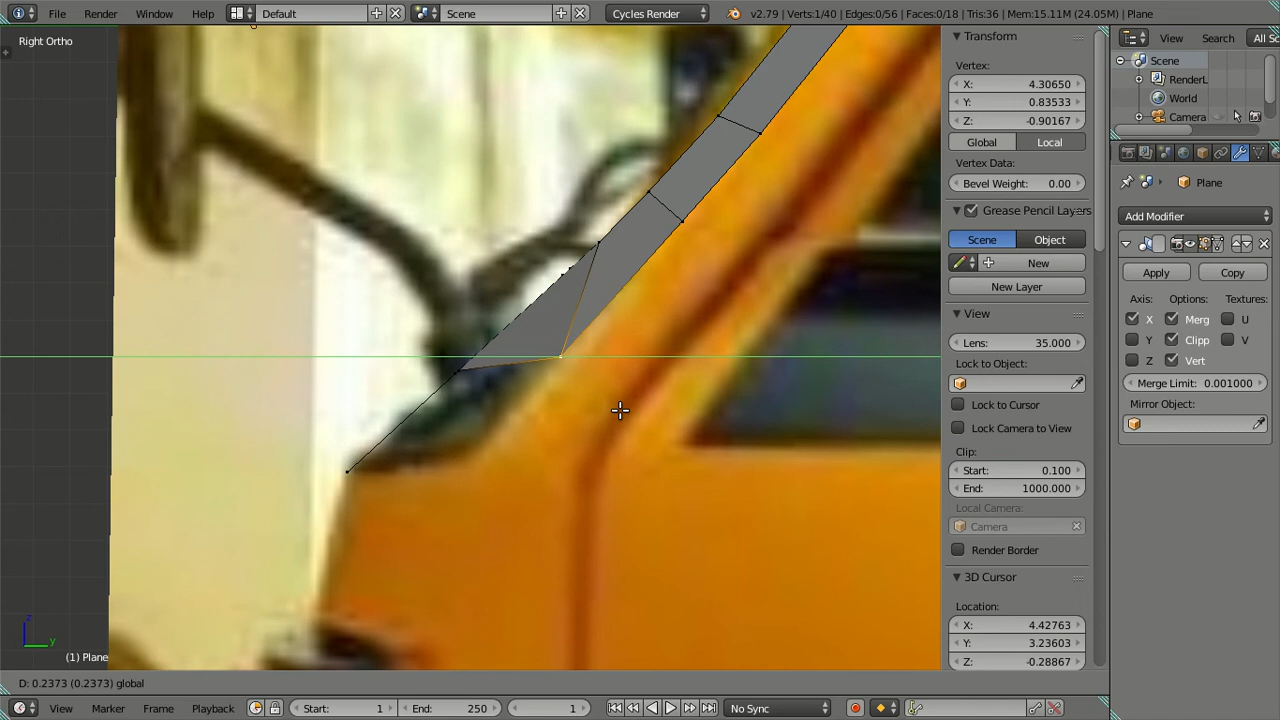 File Render Window Help Default Scene Cycles Render v2.79 | Verts:1/40 | Edges:0/56 | Faces:0/18 | Tris:36 | Mem:15.11M (24.05M) | Plane
Right Ortho
Transform
Vertex:
X: 4.30650
Y: 0.83533
Z: -0.90167
Global Local
Vertex Data:
Bevel Weight: 0.00
Grease Pencil Layers
Scene Object
New
New Layer
View
Lens: 35.000
Lock to Object:
Lock to Cursor
Lock Camera to View
Clip:
Start: 0.100
End: 1000.000
Local Camera:
Camera
Render Border
3D Cursor
Location:
X: 4.42763
Y: 3.23603
Z: -0.28867
View Search All Sc
Scene
RenderL
World
Camera
Plane
Add Modifier
Apply Copy
Axis: Options: Textures:
X Merg U
Y Clipp V
Z Vert
Merge Limit: 0.001000
Mirror Object:
z
y
(1) Plane
D: 0.2373 (0.2373) global
View Marker Frame Playback Start: 1 End: 250 1 No Sync